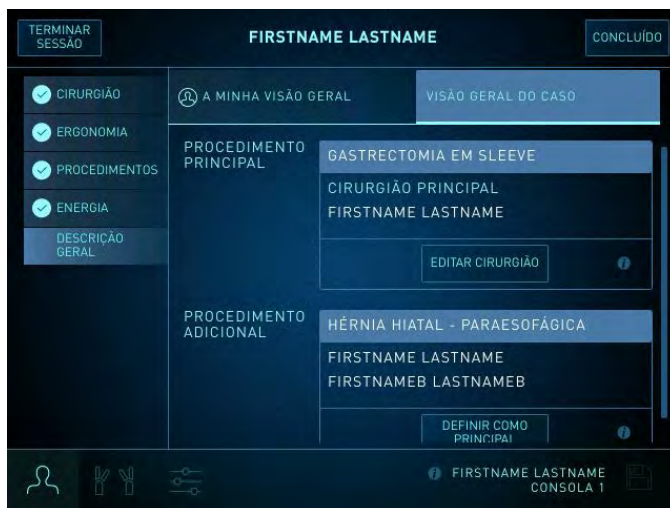 TERMINAR
SESSÃO
FIRSTNAME LASTNAME
CONCLUÍDO
CIRURGIÃO
ERGONOMIA
PROCEDIMENTOS
ENERGIA
DESCRIÇÃO
GERAL
A MINHA VISÃO GERAL
VISÃO GERAL DO CASO
PROCEDIMENTO
PRINCIPAL
GASTRECTOMIA EM SLEEVE
CIRURGIÃO PRINCIPAL
FIRSTNAME LASTNAME
EDITAR CIRURGIÃO
PROCEDIMENTO
ADICIONAL
HÉRNIA HIATAL - PARAESOFÁGICA
FIRSTNAME LASTNAME
FIRSTNAMEB LASTNAMEB
DEFINIR COMO
PRINCIPAL
FIRSTNAME LASTNAME
CONSOLA 1